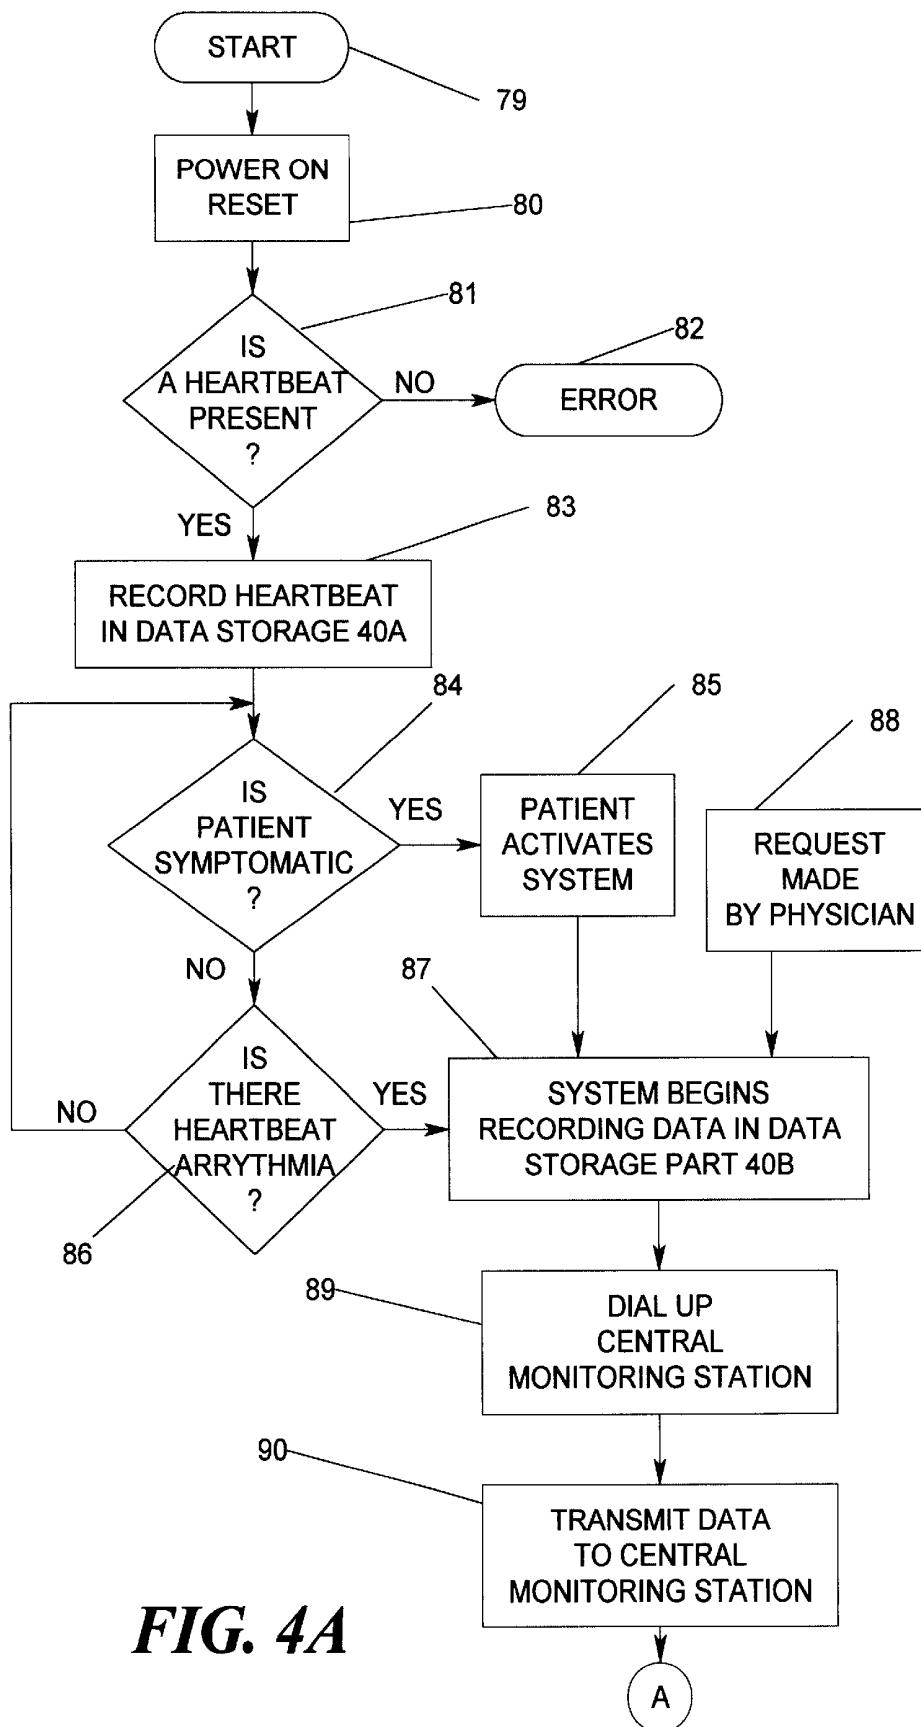 START
79
POWER ON
RESET
80
81
IS
A HEARTBEAT
PRESENT
?
NO
82
ERROR
YES
83
RECORD HEARTBEAT
IN DATA STORAGE 40A
84
IS
PATIENT
SYMPTOMATIC
?
YES
85
PATIENT
ACTIVATES
SYSTEM
88
REQUEST
MADE
BY PHYSICIAN
NO
87
IS
THERE
HEARTBEAT
ARRYTHMIA
?
NO
YES
86
SYSTEM BEGINS
RECORDING DATA IN DATA
STORAGE PART 40B
89
DIAL UP
CENTRAL
MONITORING STATION
90
TRANSMIT DATA
TO CENTRAL
MONITORING STATION
FIG. 4A
A